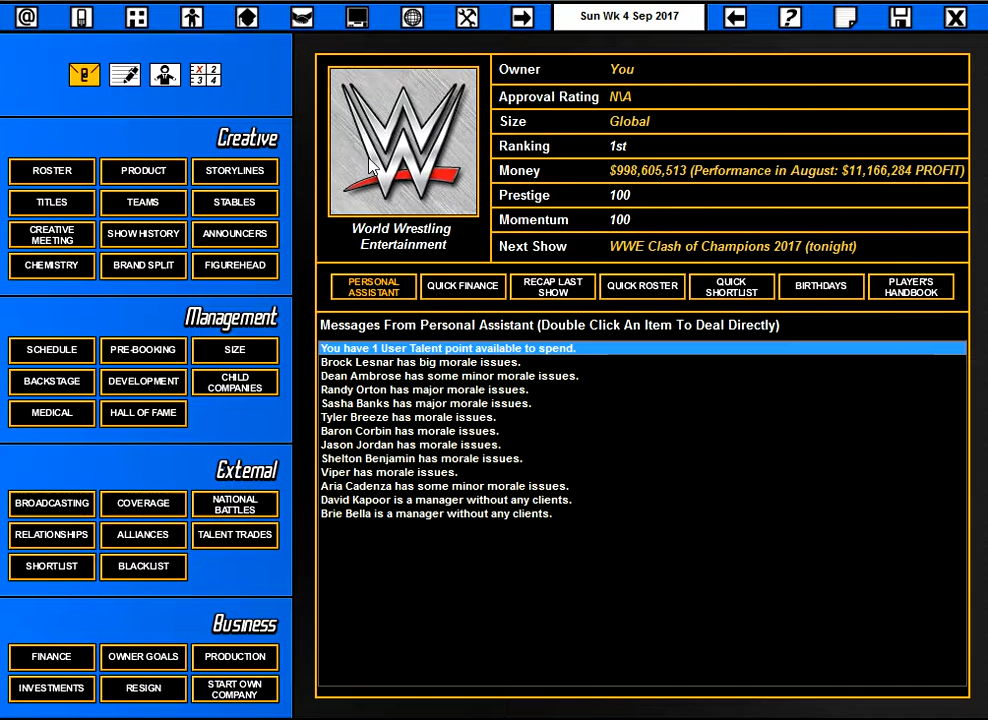 Sun Wk 4 Sep 2017
Creative
ROSTER
PRODUCT
STORYLINES
TITLES
TEAMS
STABLES
CREATIVE
MEETING
SHOW HISTORY
ANNOUNCERS
CHEMISTRY
BRAND SPLIT
FIGUREHEAD
Management
SCHEDULE
PRE-BOOKING
SIZE
BACKSTAGE
DEVELOPMENT
CHILD
COMPANIES
MEDICAL
HALL OF FAME
External
BROADCASTING
COVERAGE
NATIONAL
BATTLES
RELATIONSHIPS
ALLIANCES
TALENT TRADES
SHORTLIST
BLACKLIST
Business
FINANCE
OWNER GOALS
PRODUCTION
INVESTMENTS
RESIGN
START OWN
COMPANY
World Wrestling
Entertainment
Owner You
Approval Rating N\A
Size Global
Ranking 1st
Money $998,605,513 (Performance in August: $11,166,284 PROFIT)
Prestige 100
Momentum 100
Next Show WWE Clash of Champions 2017 (tonight)
PERSONAL
ASSISTANT
QUICK FINANCE
RECAP LAST
SHOW
QUICK ROSTER
QUICK
SHORTLIST
BIRTHDAYS
PLAYER'S
HANDBOOK
Messages From Personal Assistant (Double Click An Item To Deal Directly)
You have 1 User Talent point available to spend.
Brock Lesnar has big morale issues.
Dean Ambrose has some minor morale issues.
Randy Orton has major morale issues.
Sasha Banks has major morale issues.
Tyler Breeze has morale issues.
Baron Corbin has morale issues.
Jason Jordan has morale issues.
Shelton Benjamin has morale issues.
Viper has morale issues.
Aria Cadenza has some minor morale issues.
David Kapoor is a manager without any clients.
Brie Bella is a manager without any clients.